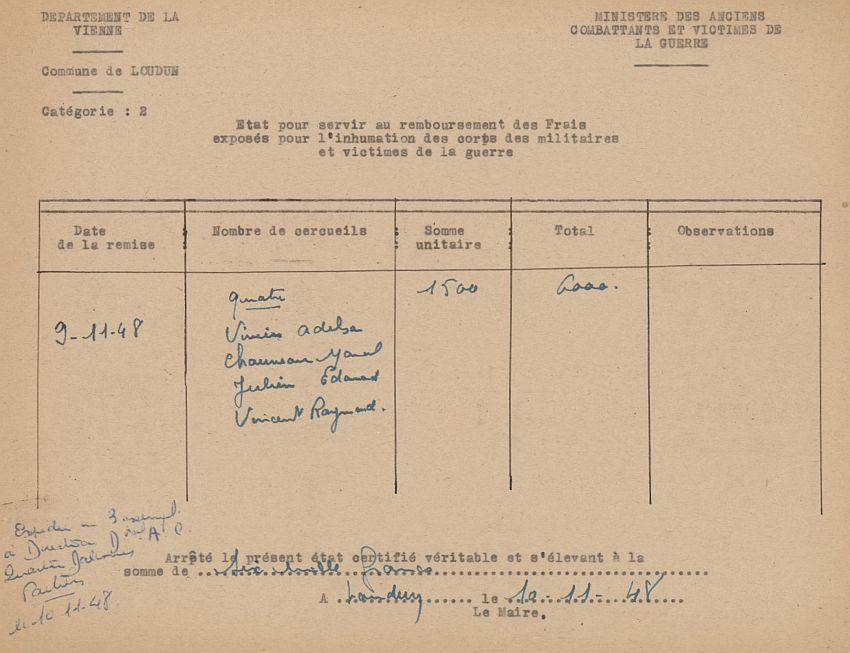 DEPARTEMENT DE LA
VIENNE
Commune de LOUDUN
Catégorie : 2
MINISTERE DES ANCIENS
COMBATTANTS ET VICTIMES DE
LA GUERRE
Etat pour servir au remboursement des Frais
exposés pour l'inhumation des corps des militaires
et victimes de la guerre
Date
de la remise
Nombre de cercueils
Somme
unitaire
Total
Observations
9-11-48
quatre
1500
6000.
Julien Edouard
Vincent Raymond.
à Direction
le 10-11-48.
Arrêté le présent état certifié véritable et s'élevant à la
somme de ...six mille francs
A ..Loudun...... le 10-11-48
Le Maire,